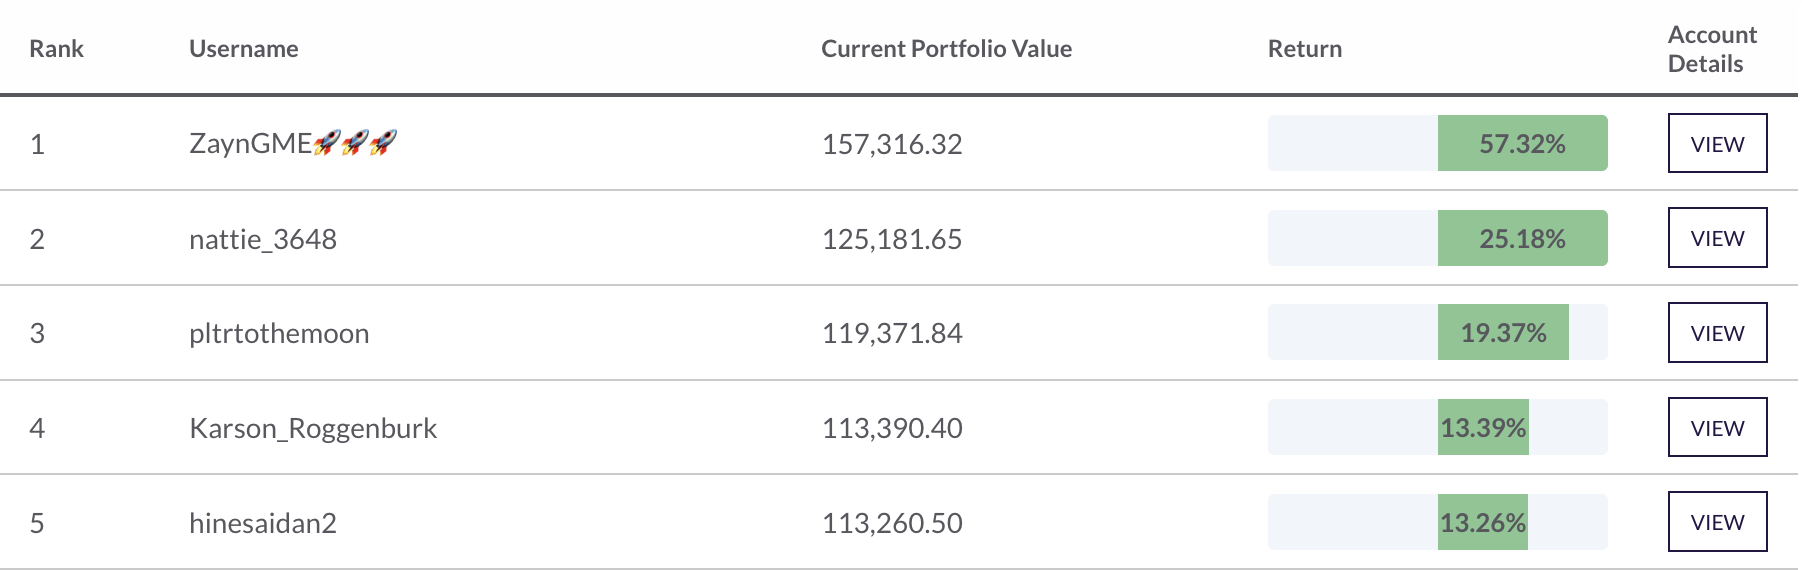 Rank Username Current Portfolio Value Return Account Details
1 ZaynGME🚀🚀🚀 157,316.32 57.32% VIEW
2 nattie_3648 125,181.65 25.18% VIEW
3 pltrtothemoon 119,371.84 19.37% VIEW
4 Karson_Roggenburk 113,390.40 13.39% VIEW
5 hinesaidan2 113,260.50 13.26% VIEW